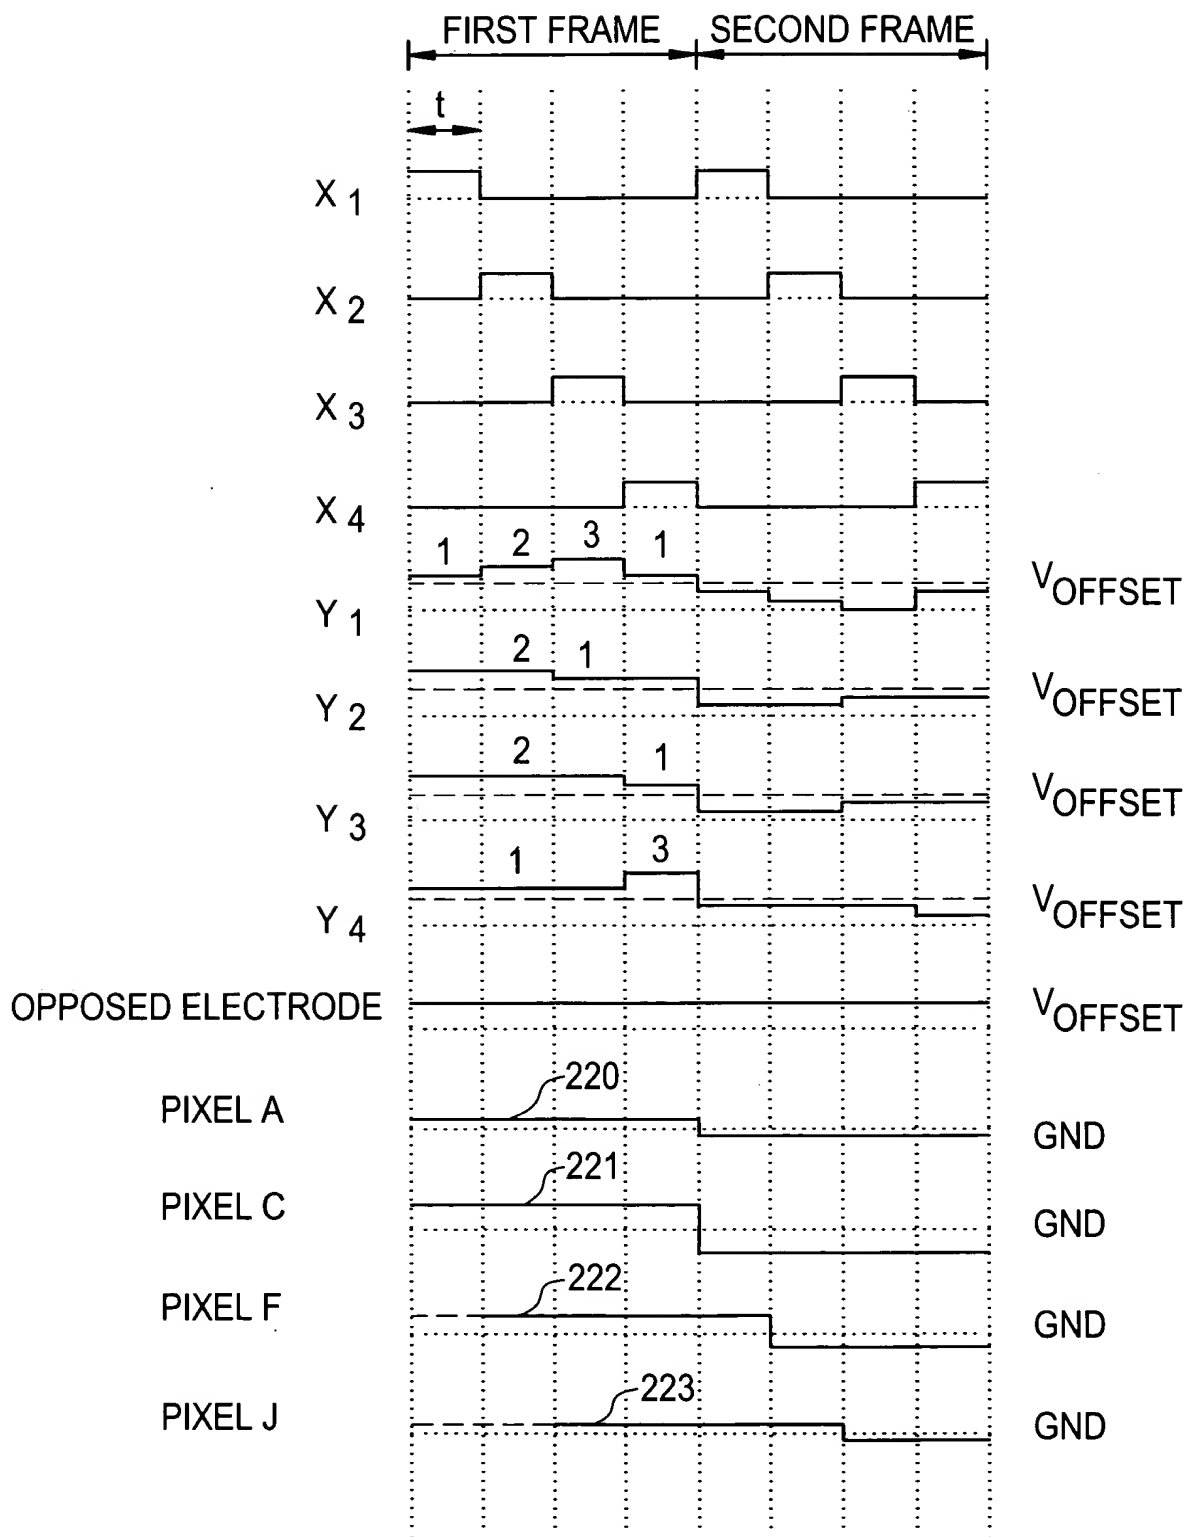 FIRST FRAME SECOND FRAME
t
X 1
X 2
X 3
X 4
1 2 3 1
Y 1 VOFFSET
2 1
Y 2 VOFFSET
2 1
Y 3 VOFFSET
1 3
Y 4 VOFFSET
OPPOSED ELECTRODE VOFFSET
220
PIXEL A GND
221
PIXEL C GND
222
PIXEL F GND
223
PIXEL J GND